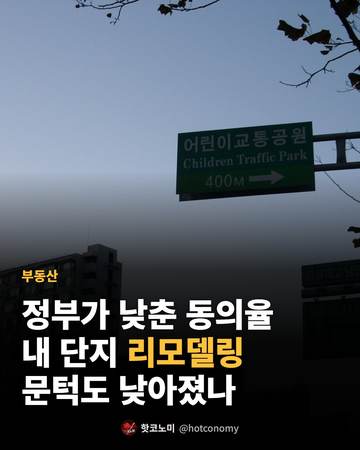 어린이교통공원
Children Traffic Park
400M
부동산
정부가 낮춘 동의율
내 단지 리모델링
문턱도 낮아졌나
핫코노미 @hotconomy